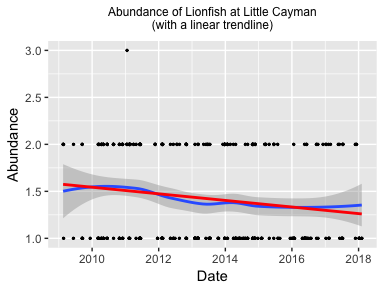 Abundance of Lionfish at Little Cayman
(with a linear trendline)
3.0
2.5
2.0
1.5
1.0
Abundance
2010 2012 2014 2016 2018
Date